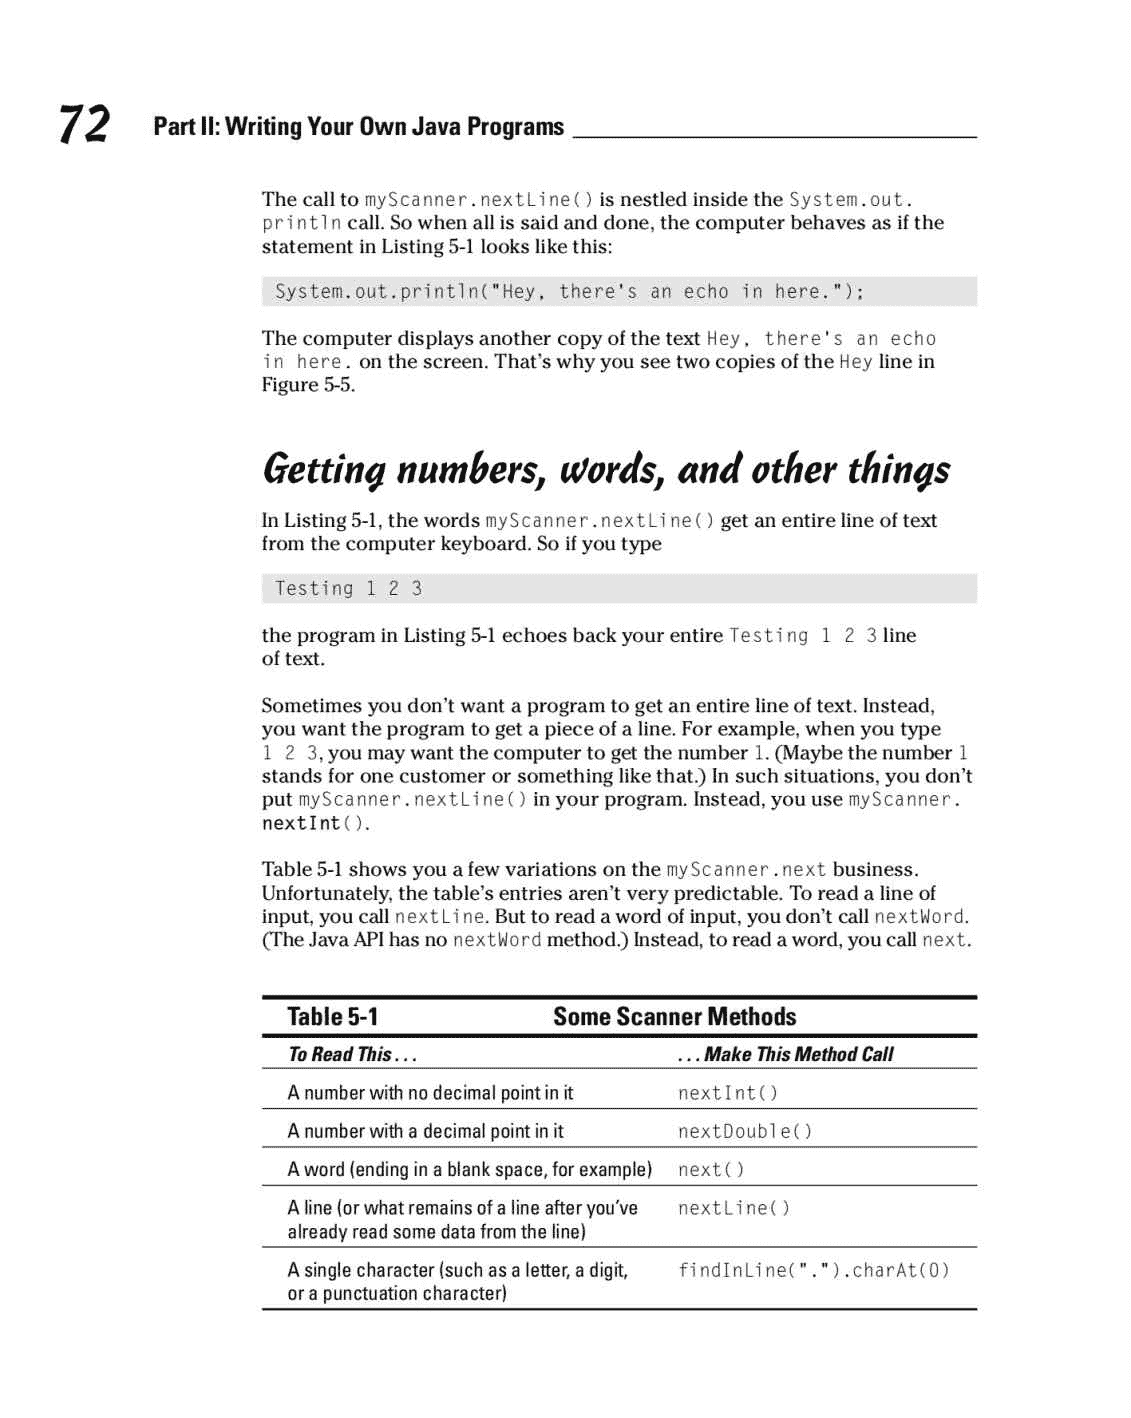 72 Part II: Writing Your Own Java Programs
The call to myScanner.nextLine() is nestled inside the System.out.
println call. So when all is said and done, the computer behaves as if the
statement in Listing 5-1 looks like this:
System.out.println("Hey, there's an echo in here.");
The computer displays another copy of the text Hey, there's an echo
in here. on the screen. That's why you see two copies of the Hey line in
Figure 5-5.
Getting numbers, words, and other things
In Listing 5-1, the words myScanner.nextLine() get an entire line of text
from the computer keyboard. So if you type
Testing 1 2 3
the program in Listing 5-1 echoes back your entire Testing 1 2 3 line
of text.
Sometimes you don't want a program to get an entire line of text. Instead,
you want the program to get a piece of a line. For example, when you type
1 2 3, you may want the computer to get the number 1. (Maybe the number 1
stands for one customer or something like that.) In such situations, you don't
put myScanner.nextLine() in your program. Instead, you use myScanner.
nextInt().
Table 5-1 shows you a few variations on the myScanner.next business.
Unfortunately, the table's entries aren't very predictable. To read a line of
input, you call nextLine. But to read a word of input, you don't call nextWord.
(The Java API has no nextWord method.) Instead, to read a word, you call next.
Table 5-1 Some Scanner Methods
To Read This . . . . . . Make This Method Call
A number with no decimal point in it nextInt()
A number with a decimal point in it nextDouble()
A word (ending in a blank space, for example) next()
A line (or what remains of a line after you've nextLine()
already read some data from the line)
A single character (such as a letter, a digit, findInLine(".").charAt(0)
or a punctuation character)